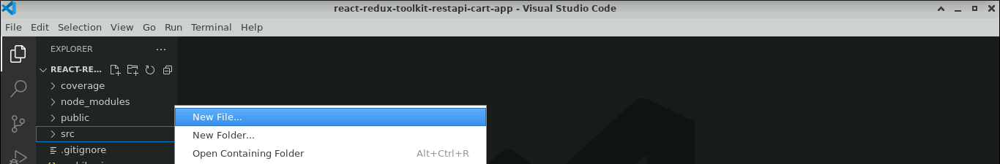 react-redux-toolkit-restapi-cart-app - Visual Studio Code
File Edit Selection View Go Run Terminal Help
EXPLORER ...
REACT-RE...
coverage
node_modules
public
New File...
src
New Folder...
.gitignore
Open Containing Folder Alt+Ctrl+R